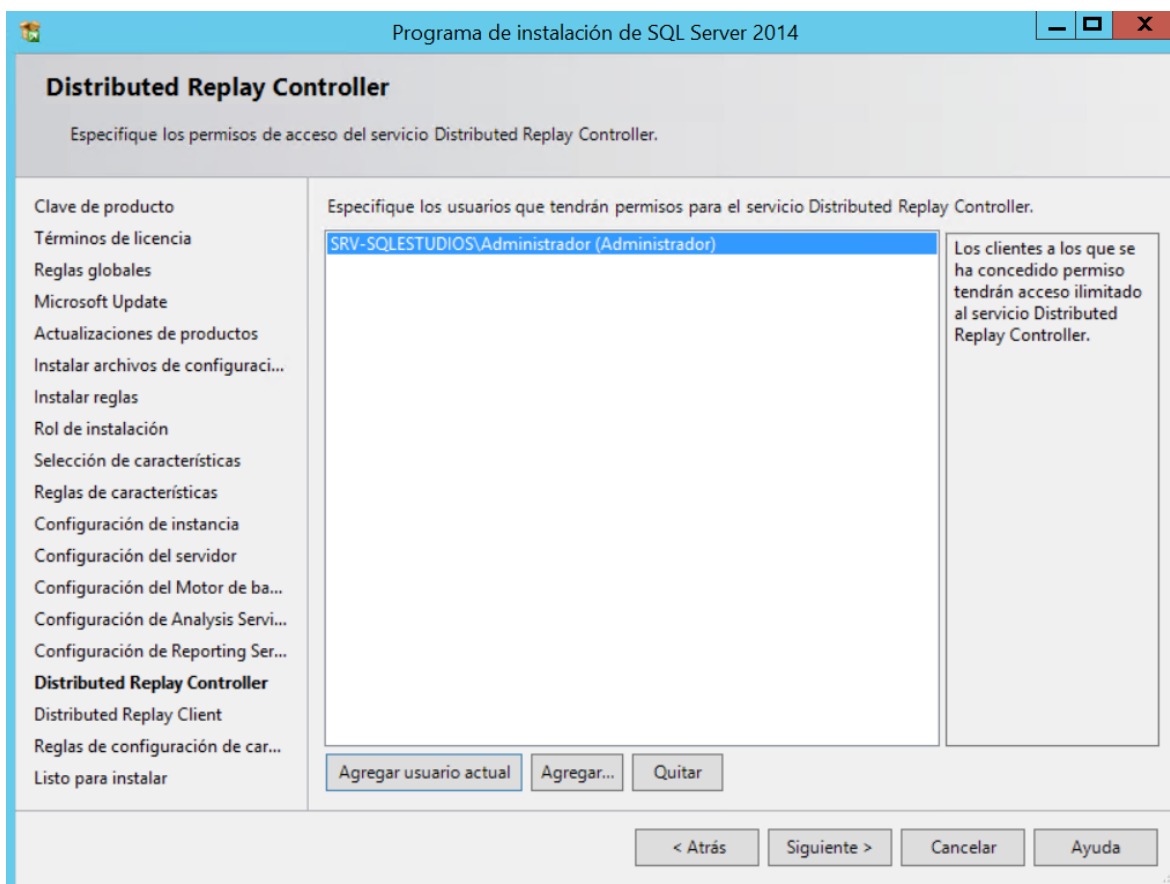 Programa de instalación de SQL Server 2014
Distributed Replay Controller
Especifique los permisos de acceso del servicio Distributed Replay Controller.
Clave de producto
Términos de licencia
Reglas globales
Microsoft Update
Actualizaciones de productos
Instalar archivos de configuraci...
Instalar reglas
Rol de instalación
Selección de características
Reglas de características
Configuración de instancia
Configuración del servidor
Configuración del Motor de ba...
Configuración de Analysis Servi...
Configuración de Reporting Ser...
Distributed Replay Controller
Distributed Replay Client
Reglas de configuración de car...
Listo para instalar
Especifique los usuarios que tendrán permisos para el servicio Distributed Replay Controller.
SRV-SQLESTUDIOS\Administrador (Administrador)
Los clientes a los que se
ha concedido permiso
tendrán acceso ilimitado
al servicio Distributed
Replay Controller.
Agregar usuario actual
Agregar...
Quitar
< Atrás
Siguiente >
Cancelar
Ayuda